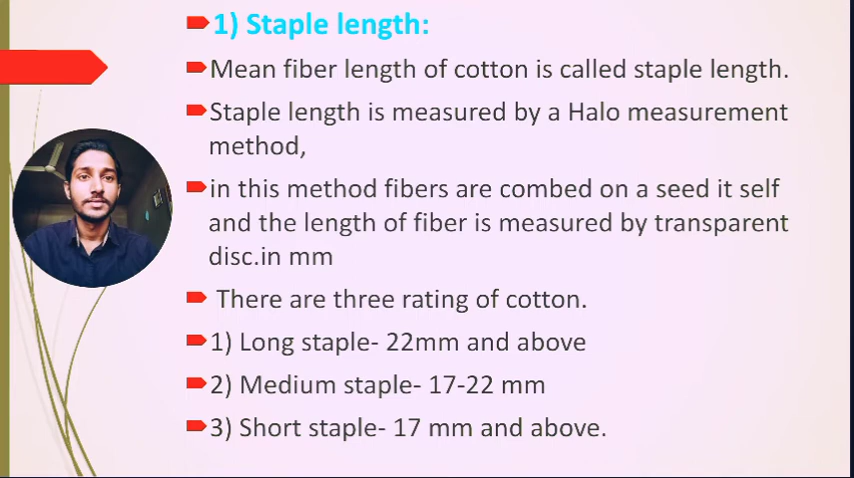 1) Staple length:
Mean fiber length of cotton is called staple length.
Staple length is measured by a Halo measurement
method,
in this method fibers are combed on a seed it self
and the length of fiber is measured by transparent
disc.in mm
There are three rating of cotton.
1) Long staple- 22mm and above
2) Medium staple- 17-22 mm
3) Short staple- 17 mm and above.